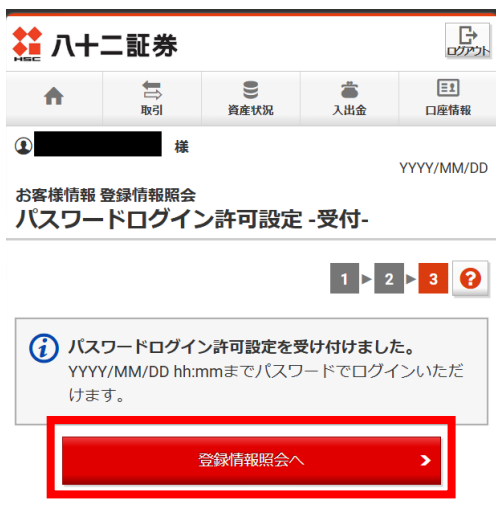 HSC 八十二証券
ログアウト
取引 資産状況 入出金 口座情報
様
YYYY/MM/DD
お客様情報 登録情報照会
パスワードログイン許可設定 -受付-
1 2 3 ?
パスワードログイン許可設定を受け付けました。
YYYY/MM/DD hh:mmまでパスワードでログインいただ
けます。
登録情報照会へ